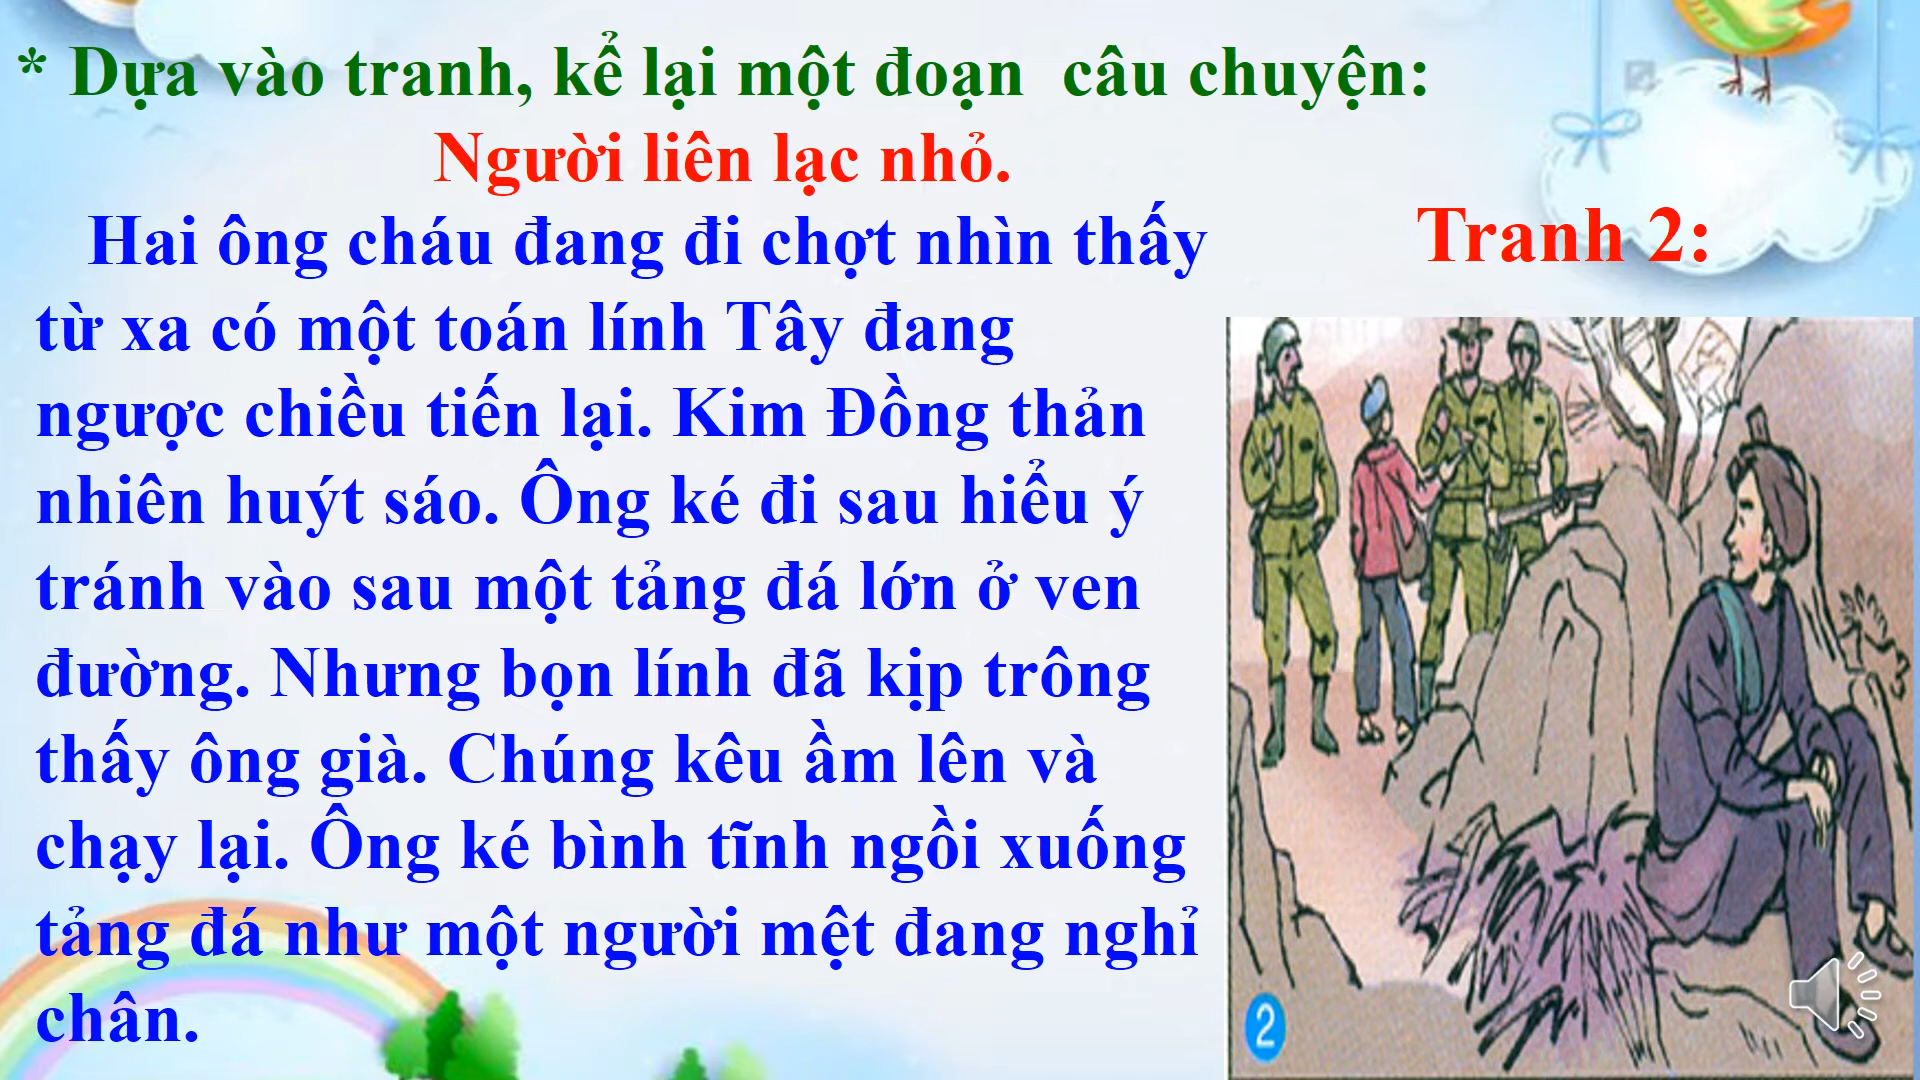 * Dựa vào tranh, kể lại một đoạn  câu chuyện:
Người liên lạc nhỏ.
Tranh 2:
Hai ông cháu đang đi chợt nhìn thấy
từ xa có một toán lính Tây đang
ngược chiều tiến lại. Kim Đồng thản
nhiên huýt sáo. Ông ké đi sau hiểu ý
tránh vào sau một tảng đá lớn ở ven
đường. Nhưng bọn lính đã kịp trông
thấy ông già. Chúng kêu ầm lên và
chạy lại. Ông ké bình tĩnh ngồi xuống
tảng đá như một người mệt đang nghỉ
chân.
2